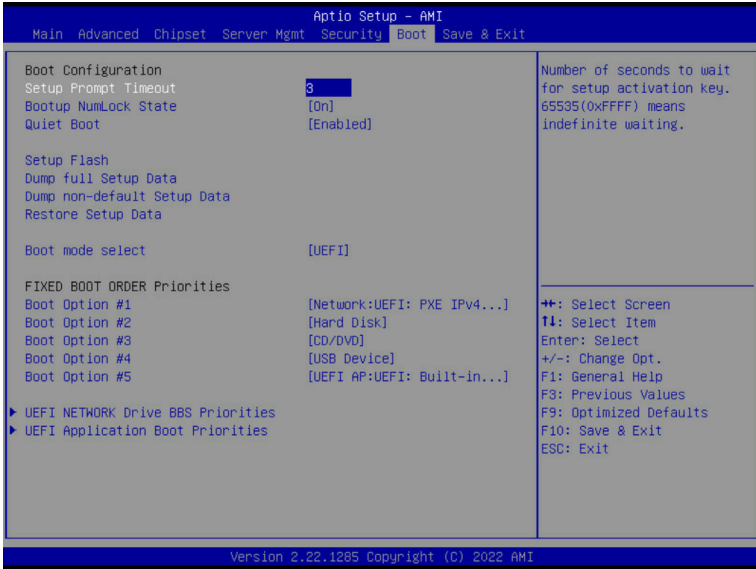 Aptio Setup – AMI
Main Advanced Chipset Server Mgmt Security Boot Save & Exit
Boot Configuration
Setup Prompt Timeout 3
Bootup NumLock State [On]
Quiet Boot [Enabled]
Setup Flash
Dump full Setup Data
Dump non-default Setup Data
Restore Setup Data
Boot mode select [UEFI]
FIXED BOOT ORDER Priorities
Boot Option #1 [Network:UEFI: PXE IPv4...]
Boot Option #2 [Hard Disk]
Boot Option #3 [CD/DVD]
Boot Option #4 [USB Device]
Boot Option #5 [UEFI AP:UEFI: Built-in...]
UEFI NETWORK Drive BBS Priorities
UEFI Application Boot Priorities
Number of seconds to wait
for setup activation key.
65535(0xFFFF) means
indefinite waiting.
→←: Select Screen
↑↓: Select Item
Enter: Select
+/-: Change Opt.
F1: General Help
F3: Previous Values
F9: Optimized Defaults
F10: Save & Exit
ESC: Exit
Version 2.22.1285 Copyright (C) 2022 AMI